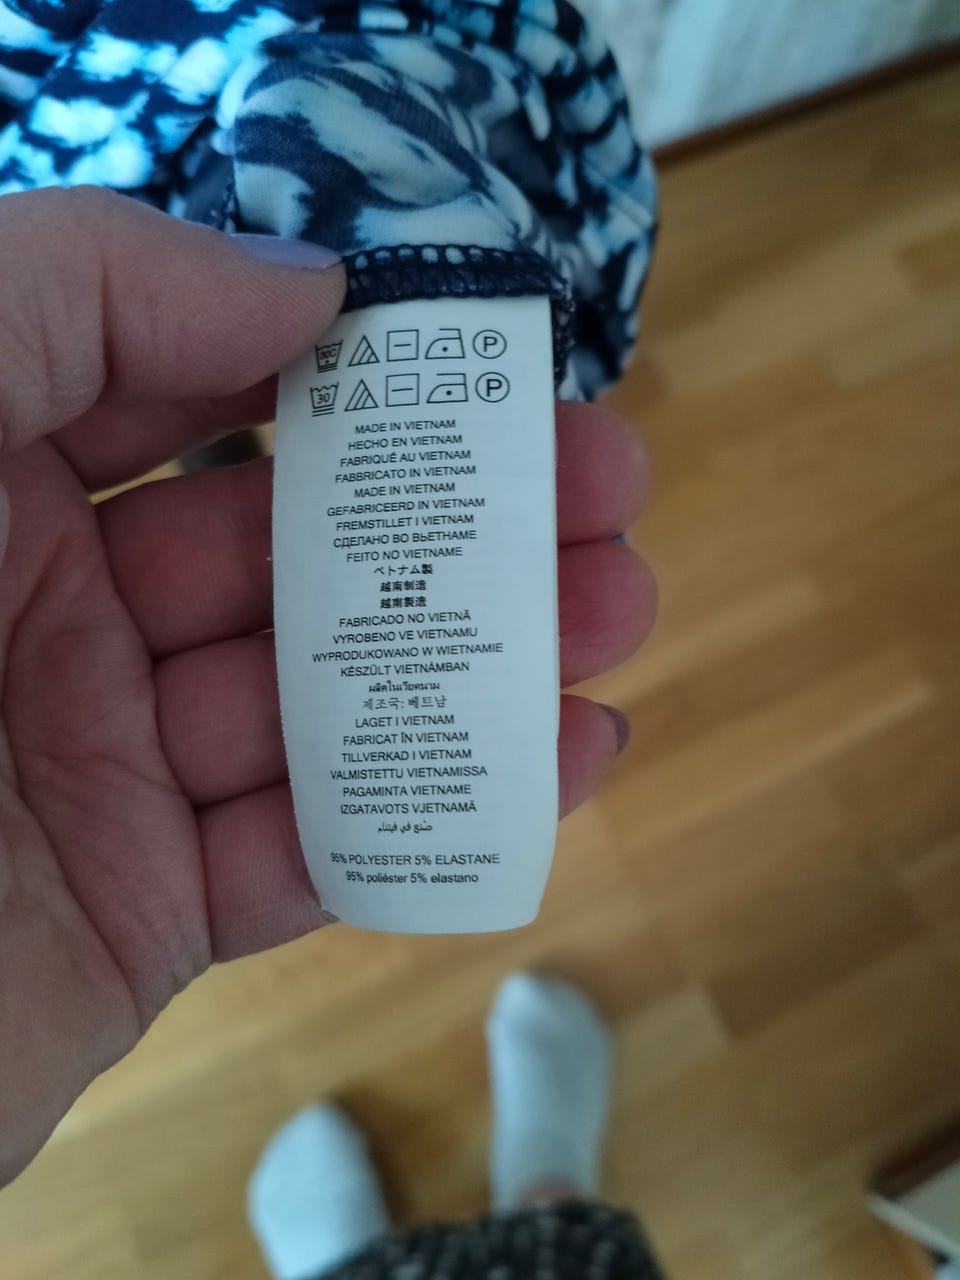 30C P
30 P
MADE IN VIETNAM
HECHO EN VIETNAM
FABRIQUÉ AU VIETNAM
FABBRICATO IN VIETNAM
MADE IN VIETNAM
GEFABRICEERD IN VIETNAM
FREMSTILLET I VIETNAM
СДЕЛАНО ВО ВЬЕТНАМЕ
FEITO NO VIETNAME
ベトナム製
越南制造
越南製造
FABRICADO NO VIETNÃ
VYROBENO VE VIETNAMU
WYPRODUKOWANO W WIETNAMIE
KÉSZÜLT VIETNÁMBAN
ผลิตในเวียดนาม
제조국: 베트남
LAGET I VIETNAM
FABRICAT ÎN VIETNAM
TILLVERKAD I VIETNAM
VALMISTETTU VIETNAMISSA
PAGAMINTA VIETNAME
IZGATAVOTS VJETNAMĀ
صُنع في فيتنام
95% POLYESTER 5% ELASTANE
95% poliéster 5% elastano